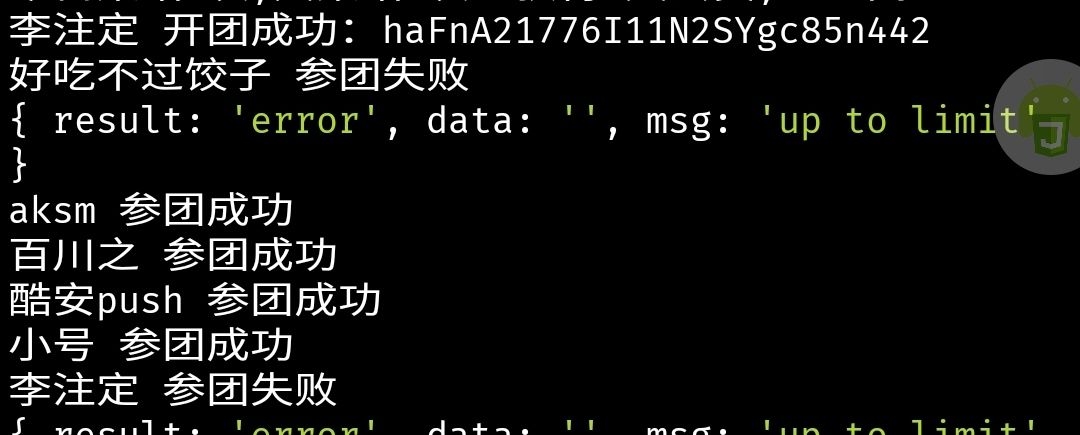 李注定 开团成功：haFnA21776I11N2SYgc85n442
好吃不过饺子 参团失败
{ result: 'error', data: '', msg: 'up to limit'
}
aksm 参团成功
百川之 参团成功
酷安push 参团成功
小号 参团成功
李注定 参团失败
{ result: 'error', data: '', msg: 'up to limit'